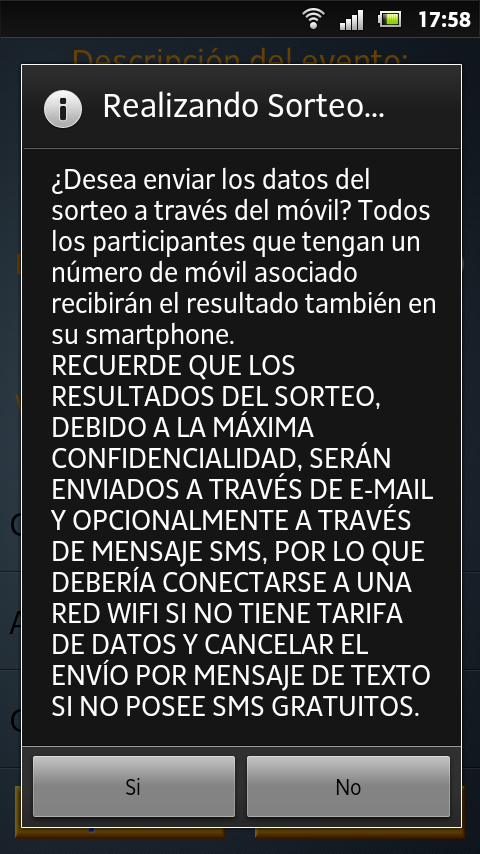 17:58
Descripción del evento:
Realizando Sorteo...
¿Desea enviar los datos del
sorteo a través del móvil? Todos
los participantes que tengan un
número de móvil asociado
recibirán el resultado también en
su smartphone.
RECUERDE QUE LOS
RESULTADOS DEL SORTEO,
DEBIDO A LA MÁXIMA
CONFIDENCIALIDAD, SERÁN
ENVIADOS A TRAVÉS DE E-MAIL
Y OPCIONALMENTE A TRAVÉS
DE MENSAJE SMS, POR LO QUE
DEBERÍA CONECTARSE A UNA
RED WIFI SI NO TIENE TARIFA
DE DATOS Y CANCELAR EL
ENVÍO POR MENSAJE DE TEXTO
SI NO POSEE SMS GRATUITOS.
Si
No